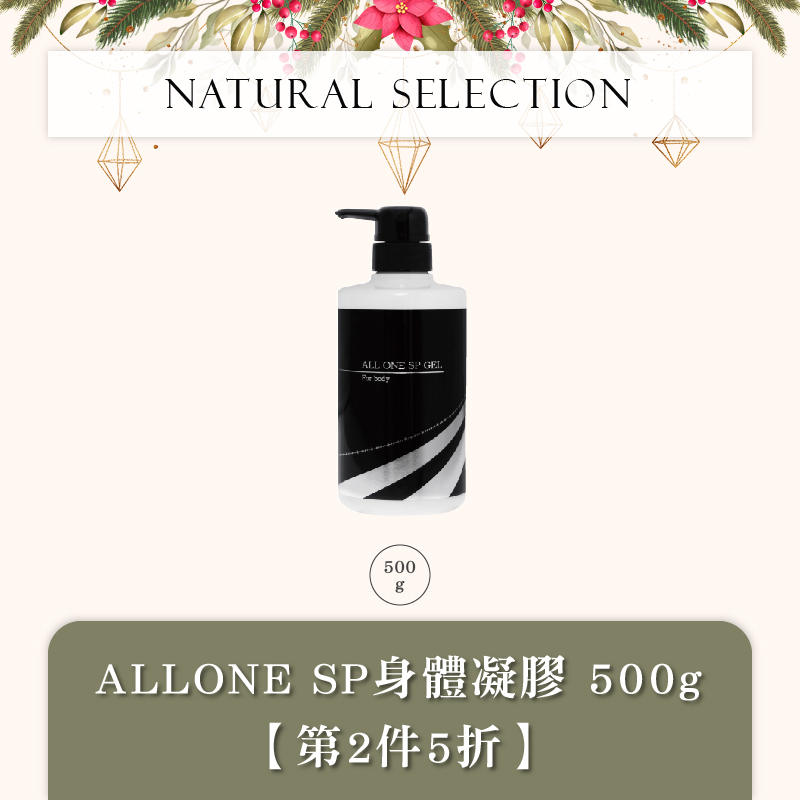 NATURAL SELECTION
ALL ONE SP GEL
For body
500
g
ALLONE SP身體凝膠 500g
【第2件5折】